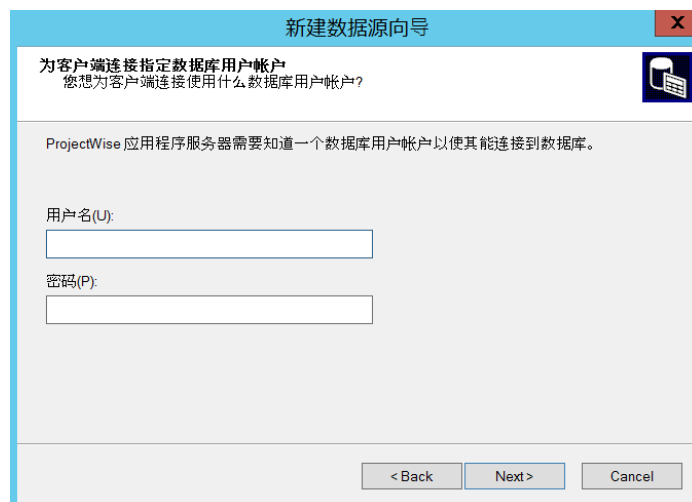 新建数据源向导
X
为客户端连接指定数据库用户帐户
您想为客户端连接使用什么数据库用户帐户?
ProjectWise 应用程序服务器需要知道一个数据库用户帐户以使其能连接到数据库。
用户名(U):
密码(P):
< Back Next > Cancel